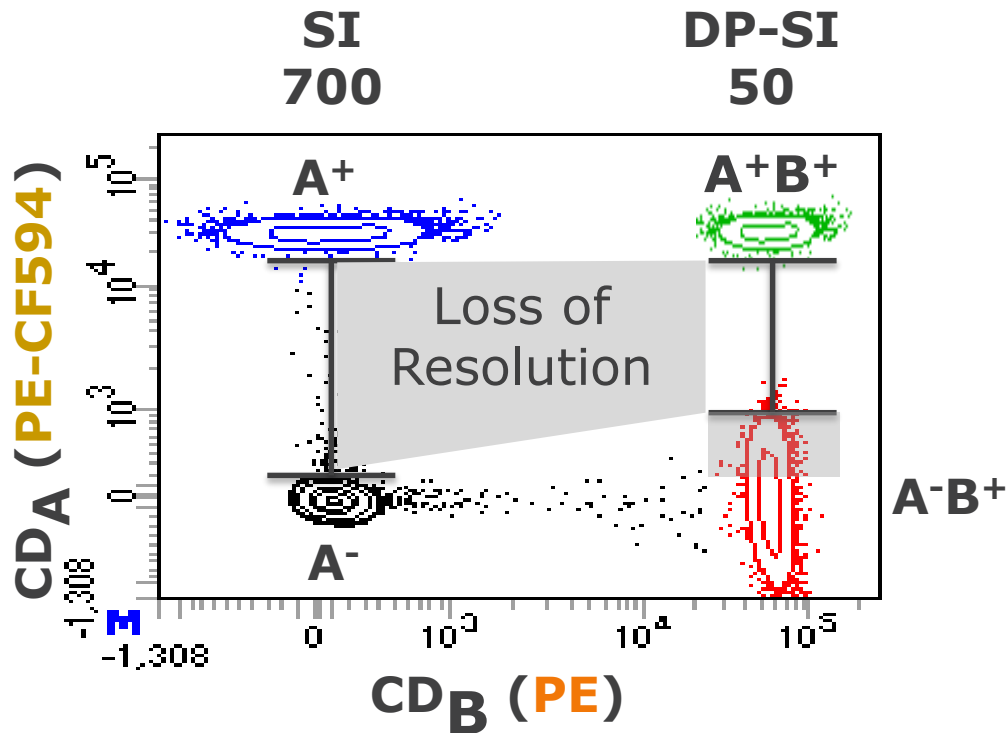 SI
700
DP-SI
50
A+
A+B+
Loss of
Resolution
A-
A-B+
CDA (PE-CF594)
10^5
10^4
10^3
0
-1,308
-1,308
0
10^3
10^4
10^5
CDB (PE)